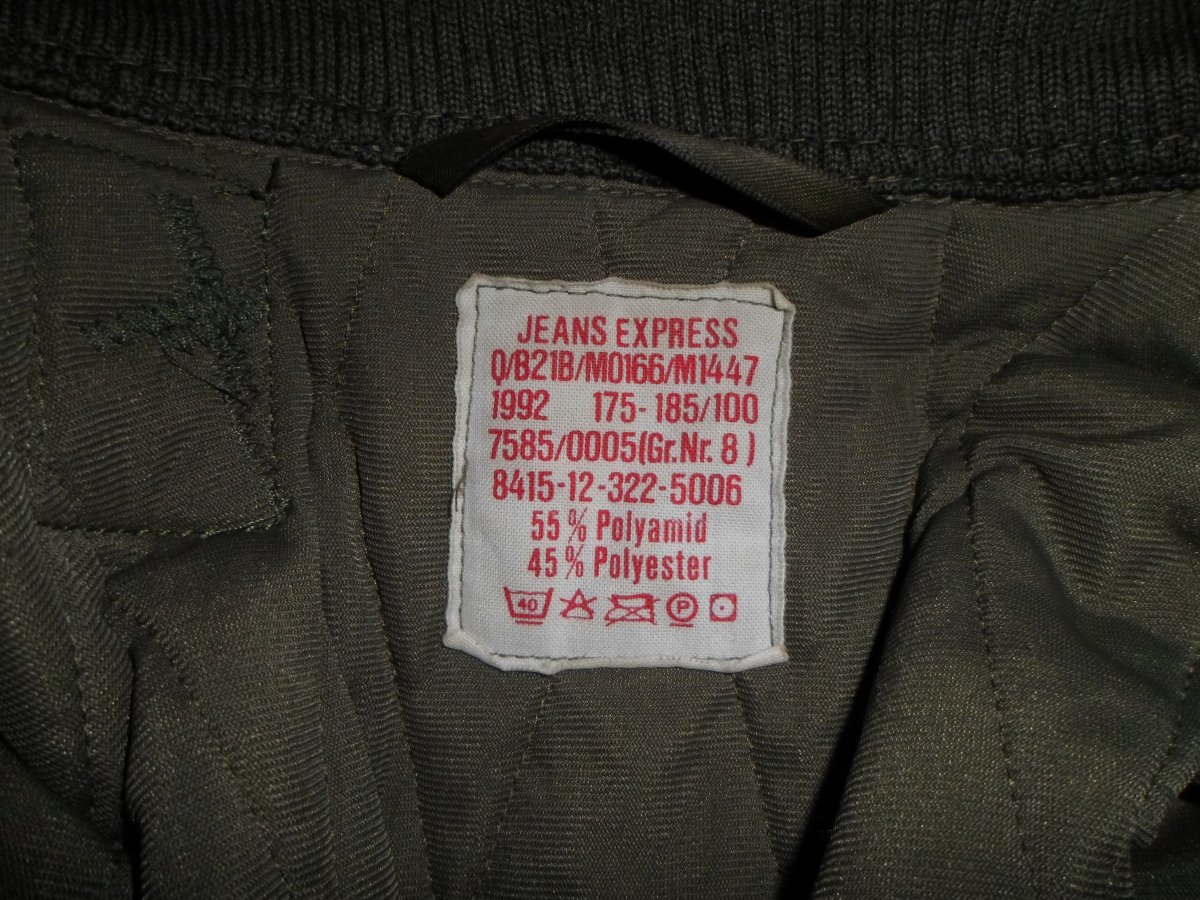 JEANS EXPRESS
Q/B21B/M0166/M1447
1992 175-185/100
7585/0005(Gr.Nr. 8)
8415-12-322-5006
55% Polyamid
45% Polyester
40 P